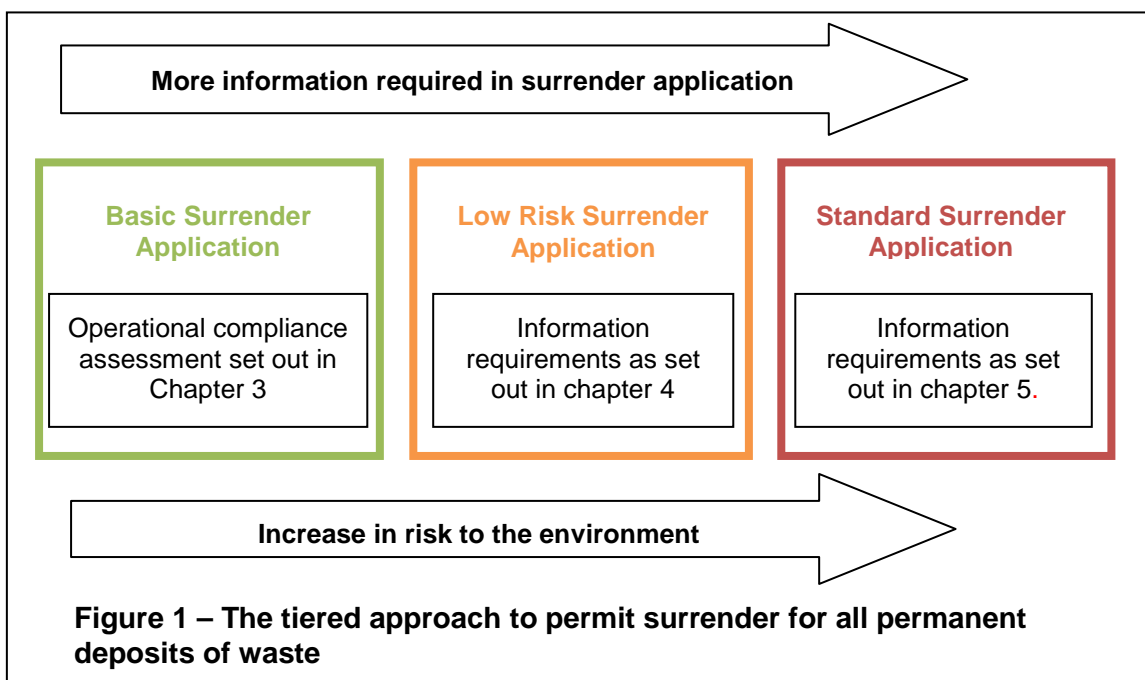 More information required in surrender application
Basic Surrender
Application
Operational compliance
assessment set out in
Chapter 3
Low Risk Surrender
Application
Information
requirements as set
out in chapter 4
Standard Surrender
Application
Information
requirements as set
out in chapter 5.
Increase in risk to the environment
Figure 1 – The tiered approach to permit surrender for all permanent
deposits of waste